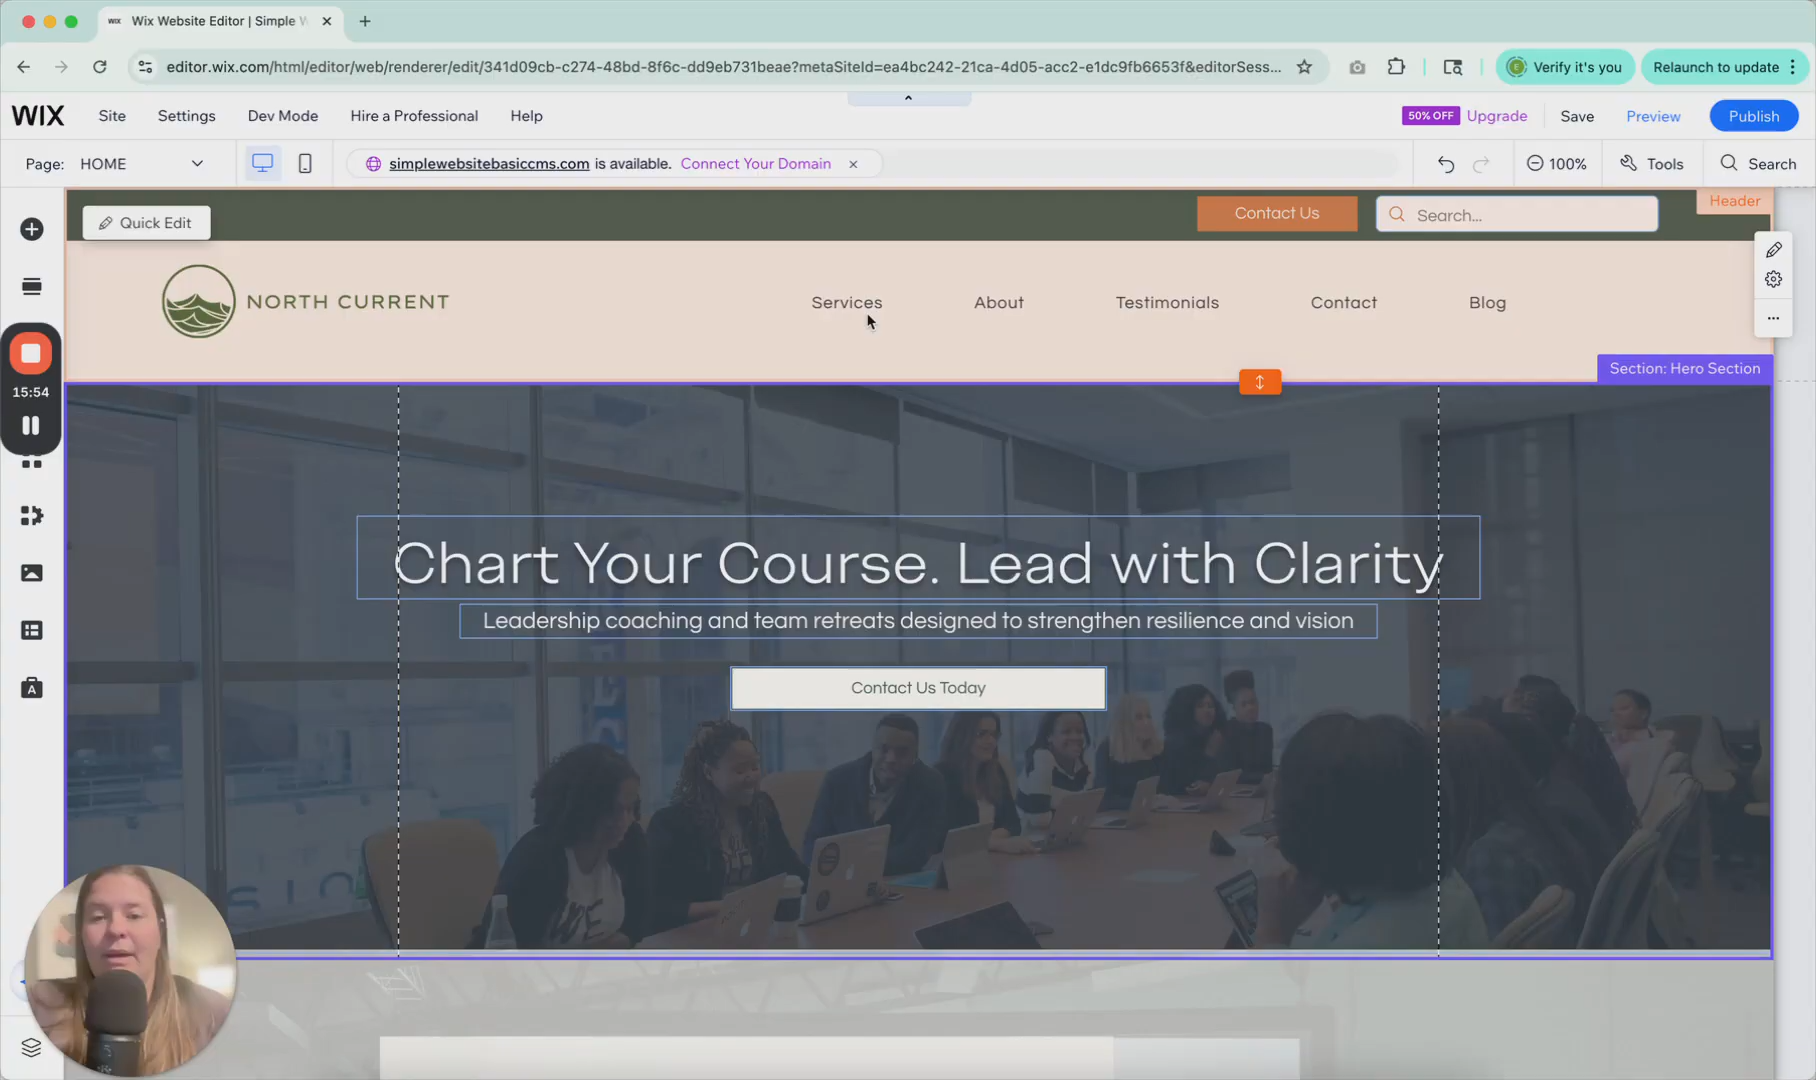 WIX Wix Website Editor | Simple W
editor.wix.com/html/editor/web/renderer/edit/341d09cb-c274-48bd-8f6c-dd9eb731beae?metaSiteId=ea4bc242-21ca-4d05-acc2-e1dc9fb6653f&editorSess...
E Verify it's you
Relaunch to update
WIX
Site
Settings
Dev Mode
Hire a Professional
Help
50% OFF Upgrade
Save
Preview
Publish
Page: HOME
simplewebsitebasiccms.com is available. Connect Your Domain
100%
Tools
Search
Quick Edit
Contact Us
Search...
Header
NORTH CURRENT
Services
About
Testimonials
Contact
Blog
15:54
Section: Hero Section
Chart Your Course. Lead with Clarity
Leadership coaching and team retreats designed to strengthen resilience and vision
Contact Us Today
A